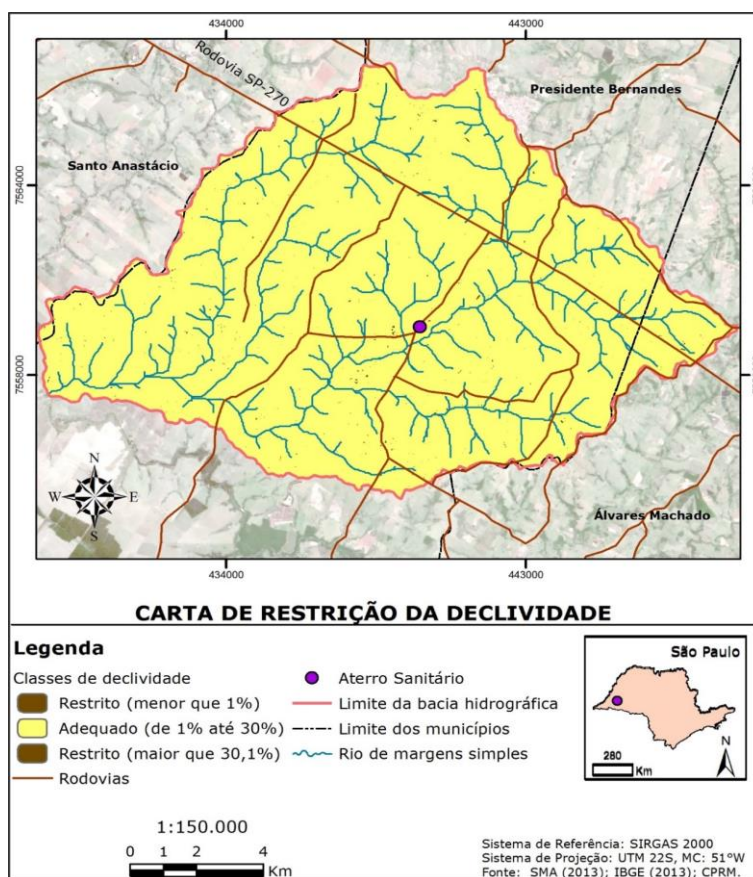 434000
443000
Rodovia SP-270
Presidente Bernandes
Santo Anastácio
7564000
7558000
N
W
E
S
Álvares Machado
434000
443000
CARTA DE RESTRIÇÃO DA DECLIVIDADE
Legenda
Classes de declividade
Restrito (menor que 1%)
Adequado (de 1% até 30%)
Restrito (maior que 30,1%)
Rodovias
Aterro Sanitário
Limite da bacia hidrográfica
Limite dos municípios
Rio de margens simples
São Paulo
280
Km
N
1:150.000
0 1 2 4
Km
Sistema de Referência: SIRGAS 2000
Sistema de Projeção: UTM 22S, MC: 51°W
Fonte: SMA (2013); IBGE (2013); CPRM.